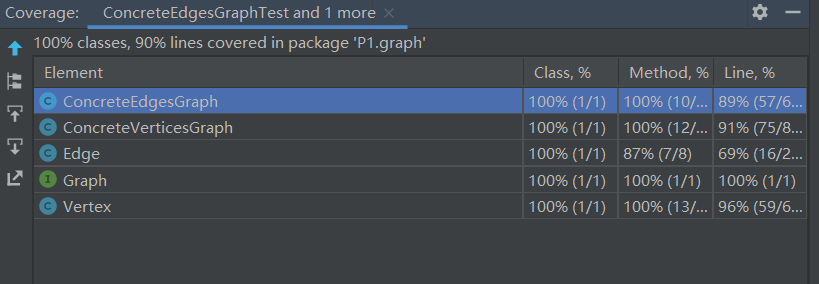 Coverage: ConcreteEdgesGraphTest and 1 more
100% classes, 90% lines covered in package 'P1.graph'
Element Class, % Method, % Line, %
C ConcreteEdgesGraph 100% (1/1) 100% (10/... 89% (57/6...
C ConcreteVerticesGraph 100% (1/1) 100% (12/... 91% (75/8...
C Edge 100% (1/1) 87% (7/8) 69% (16/2...
I Graph 100% (1/1) 100% (1/1) 100% (1/1)
C Vertex 100% (1/1) 100% (13/... 96% (59/6...